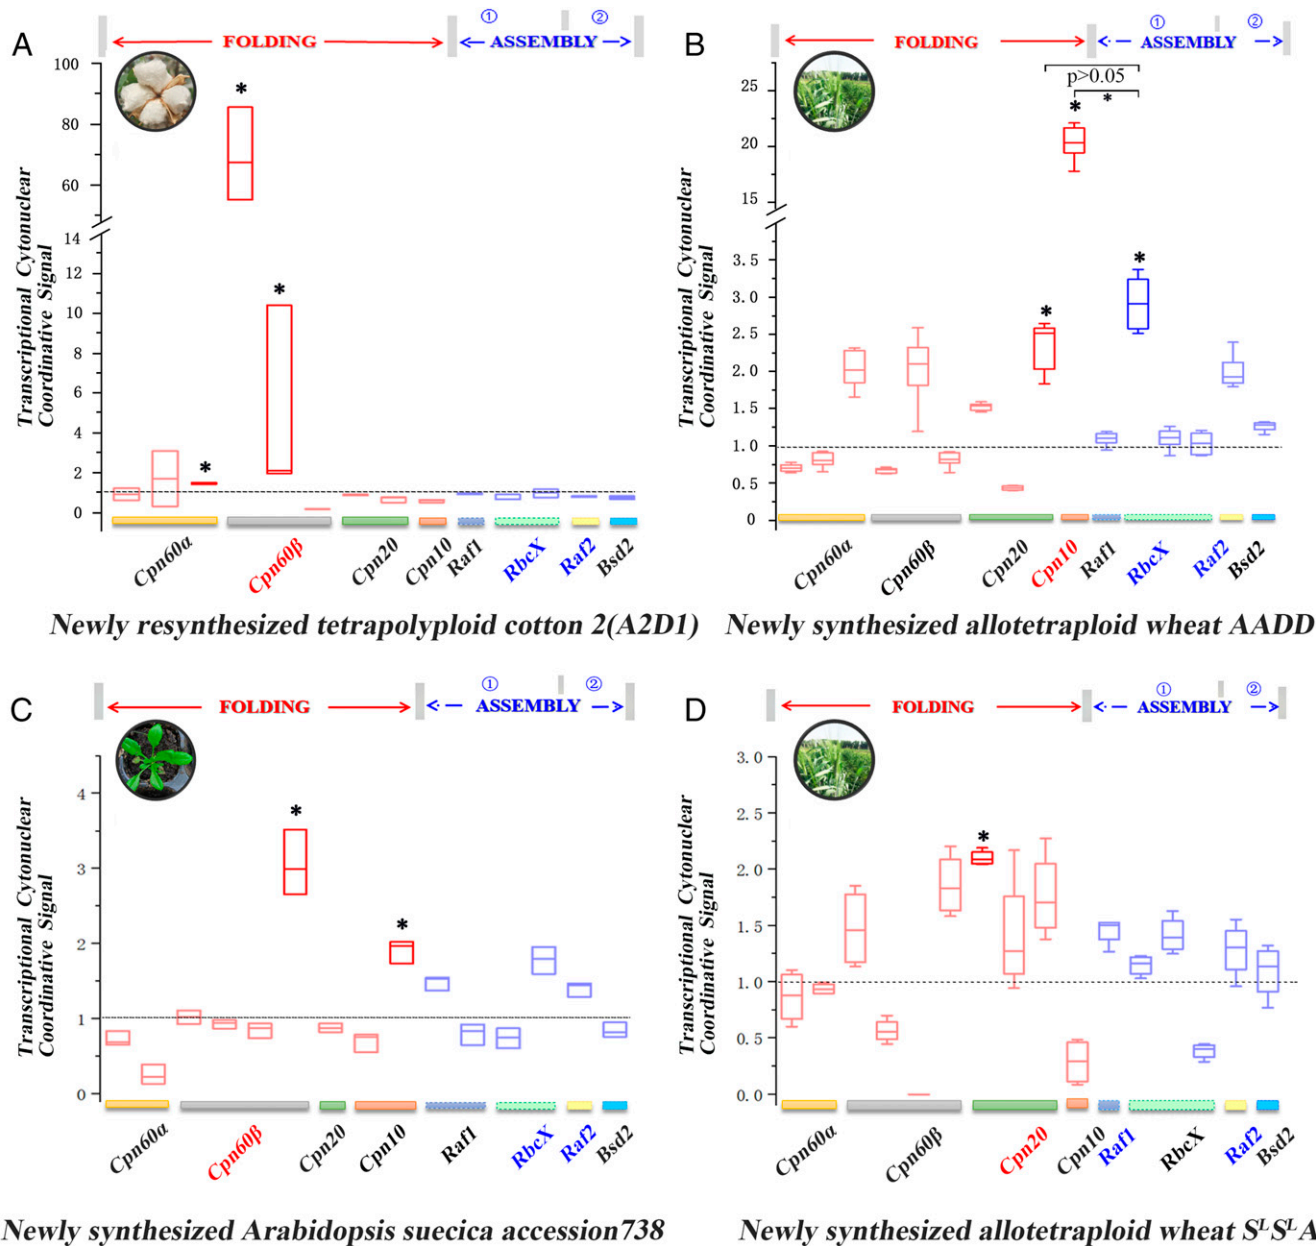 A
① ②
FOLDING ASSEMBLY
Transcriptional Cytonuclear
Coordinative Signal
100
80
60
14
12
10
8
6
4
2
0
* * *
Cpn60α Cpn60β Cpn20 Cpn10 Raf1 RbcX Raf2 Bsd2
Newly resynthesized tetrapolyploid cotton 2(A2D1)
B
① ②
FOLDING ASSEMBLY
p>0.05
*
Transcriptional Cytonuclear
Coordinative Signal
25
20
15
3.5
3.0
2.5
2.0
1.5
1.0
0.5
0
* * *
Cpn60α Cpn60β Cpn20 Cpn10 Raf1 RbcX Raf2 Bsd2
Newly synthesized allotetraploid wheat AADD
C
① ②
FOLDING ASSEMBLY
Transcriptional Cytonuclear
Coordinative Signal
4
3
2
1
0
* *
Cpn60α Cpn60β Cpn20 Cpn10 Raf1 RbcX Raf2 Bsd2
Newly synthesized Arabidopsis suecica accession738
D
① ②
FOLDING ASSEMBLY
Transcriptional Cytonuclear
Coordinative Signal
3.0
2.5
2.0
1.5
1.0
0.5
0.0
*
Cpn60α Cpn60β Cpn20 Cpn10 Raf1 RbcX Raf2 Bsd2
Newly synthesized allotetraploid wheat SᴸSᴸA